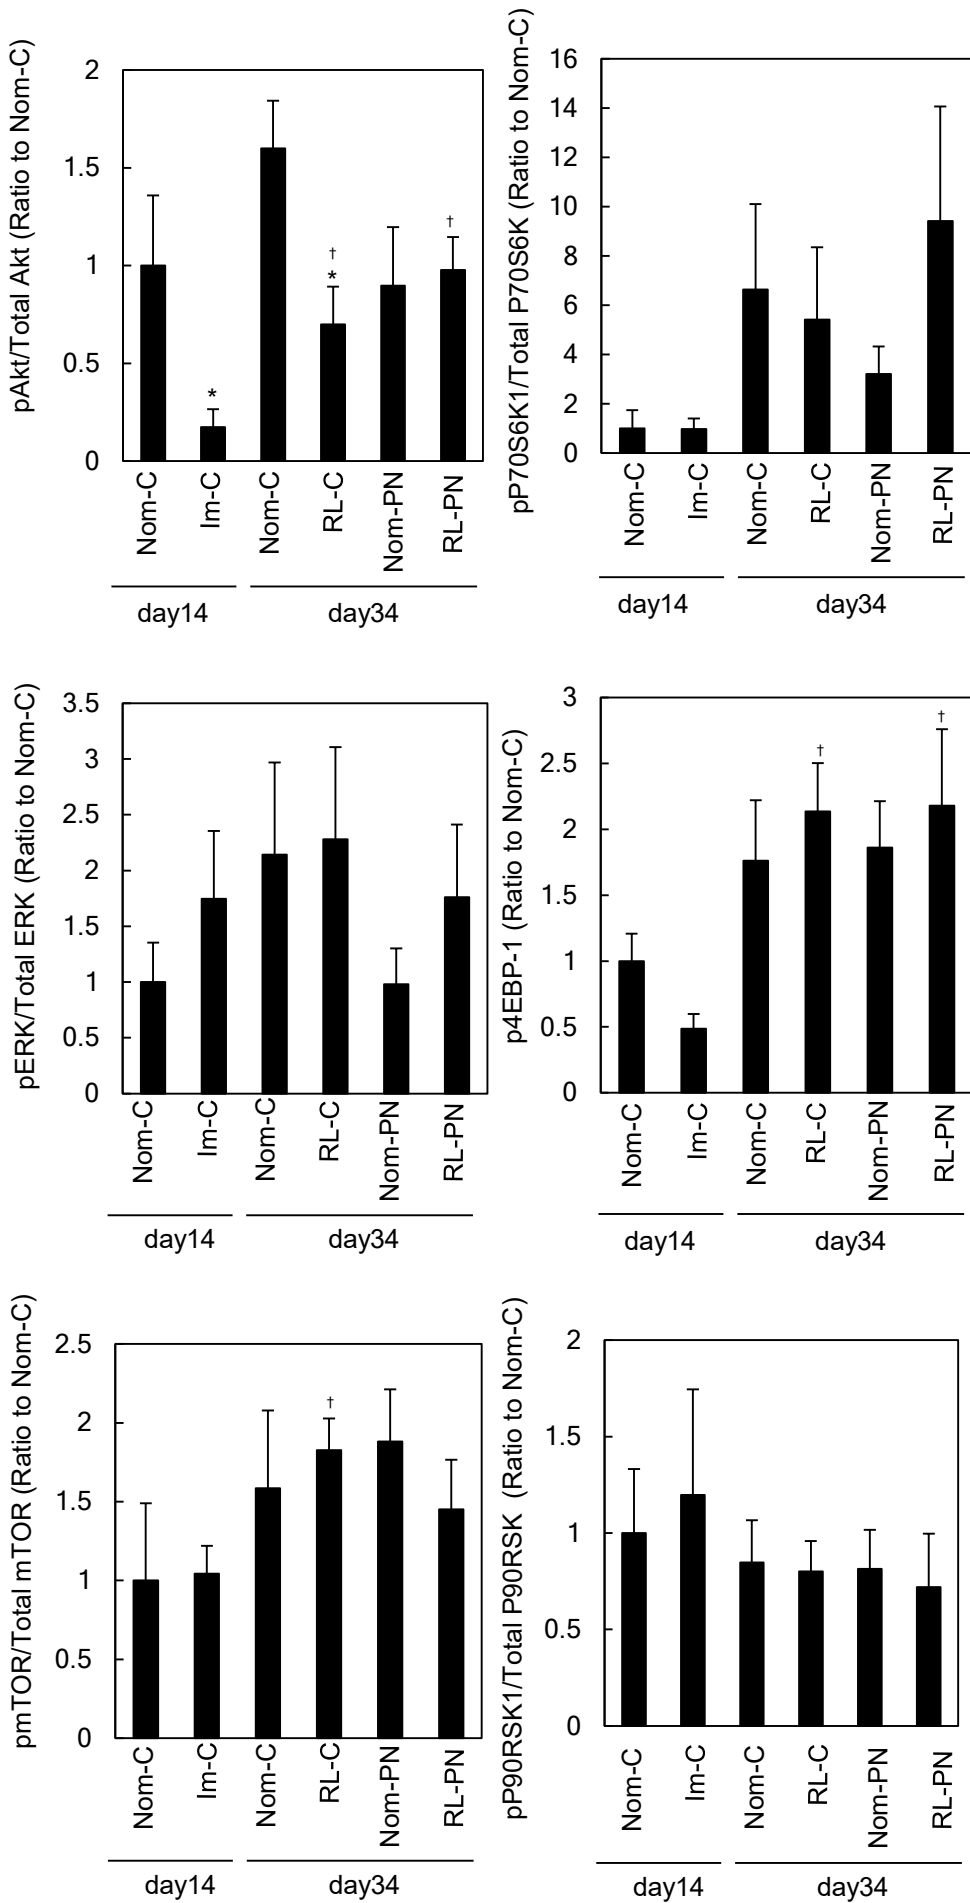 pAkt/Total Akt (Ratio to Nom-C)
2
1.5
1
0.5
0
*
†
*
†
Nom-C
Im-C
Nom-C
RL-C
Nom-PN
RL-PN
day14
day34
pP70S6K1/Total P70S6K (Ratio to Nom-C)
16
14
12
10
8
6
4
2
0
Nom-C
Im-C
Nom-C
RL-C
Nom-PN
RL-PN
day14
day34
pERK/Total ERK (Ratio to Nom-C)
3.5
3
2.5
2
1.5
1
0.5
0
Nom-C
Im-C
Nom-C
RL-C
Nom-PN
RL-PN
day14
day34
p4EBP-1 (Ratio to Nom-C)
3
2.5
2
1.5
1
0.5
0
†
†
Nom-C
Im-C
Nom-C
RL-C
Nom-PN
RL-PN
day14
day34
pmTOR/Total mTOR (Ratio to Nom-C)
2.5
2
1.5
1
0.5
0
†
Nom-C
Im-C
Nom-C
RL-C
Nom-PN
RL-PN
day14
day34
pP90RSK1/Total P90RSK (Ratio to Nom-C)
2
1.5
1
0.5
0
Nom-C
Im-C
Nom-C
RL-C
Nom-PN
RL-PN
day14
day34